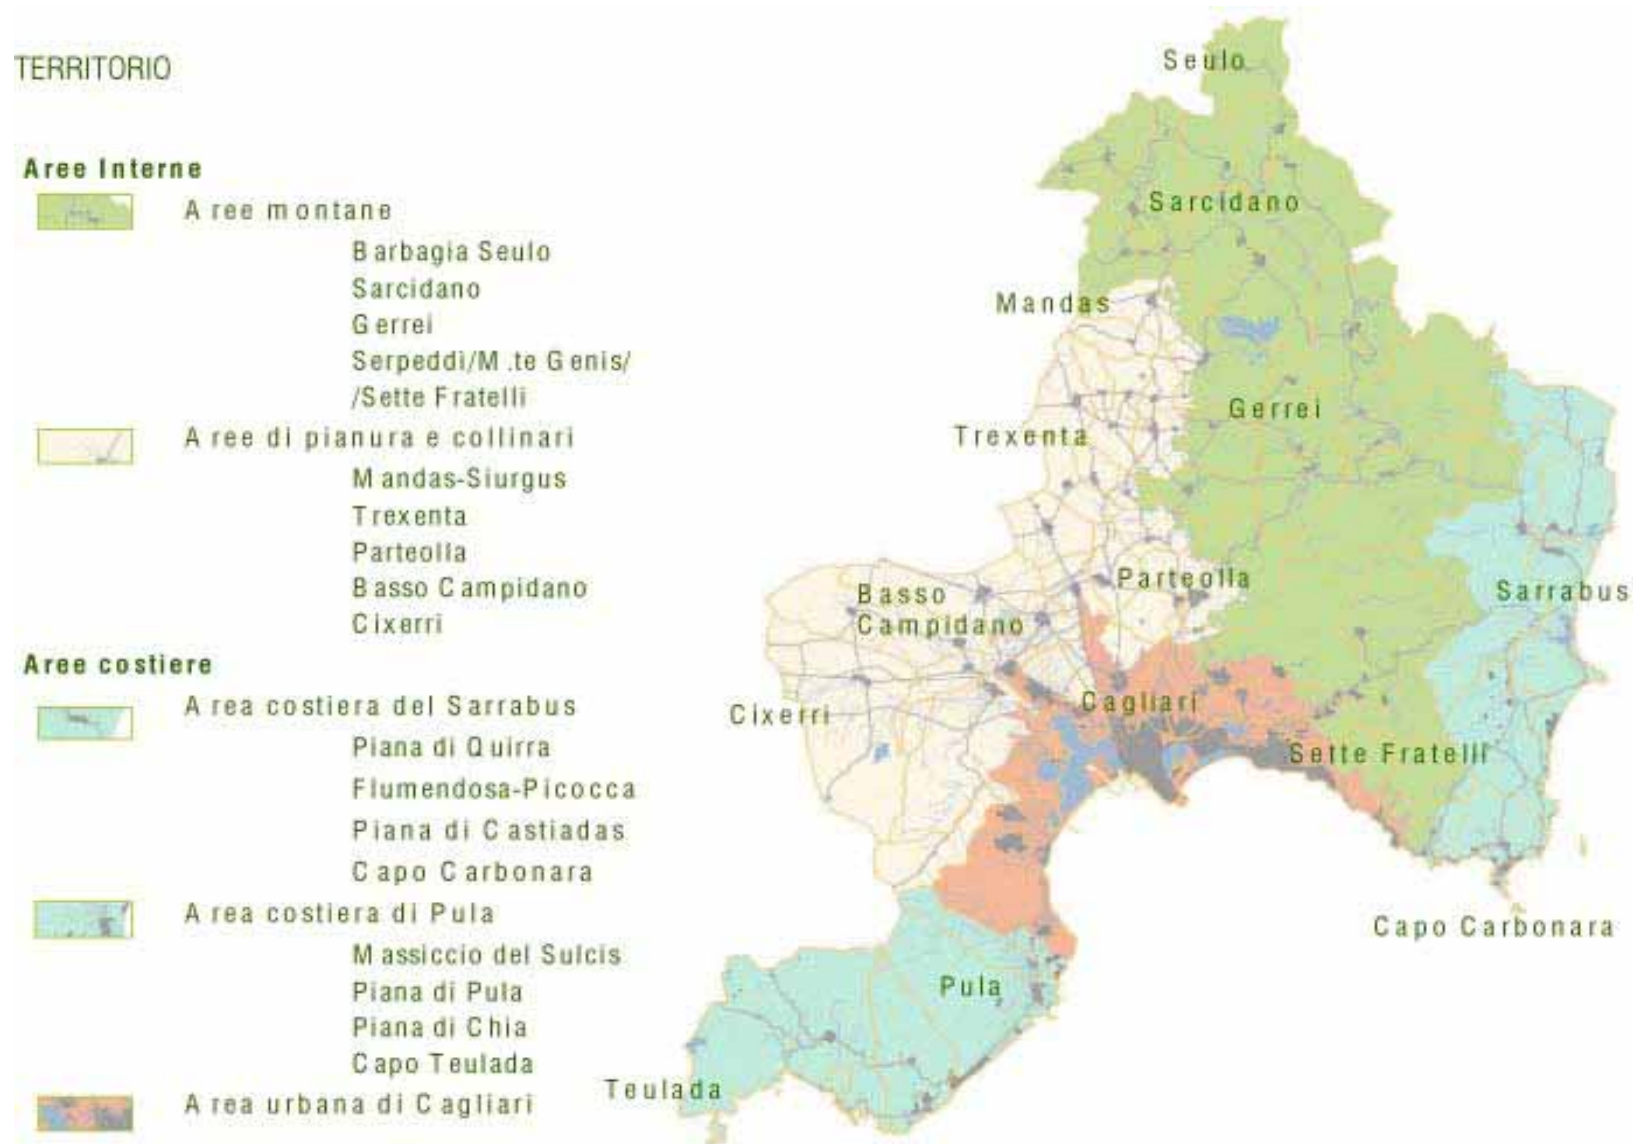 TERRITORIO
Aree Interne
Aree montane
Barbagia Seulo
Sarcidano
Gerrei
Serpeddì/M.te Genis/
/Sette Fratelli
Aree di pianura e collinari
Mandas-Siurgus
Trexenta
Parteolla
Basso Campidano
Cixerri
Aree costiere
Area costiera del Sarrabus
Piana di Quirra
Flumendosa-Picocca
Piana di Castiadas
Capo Carbonara
Area costiera di Pula
Massiccio del Sulcis
Piana di Pula
Piana di Chia
Capo Teulada
Area urbana di Cagliari
Seulo
Sarcidano
Mandas
Gerrei
Trexenta
Parteolla
Basso
Campidano
Sarrabus
Cagliari
Cixerri
Sette Fratelli
Capo Carbonara
Pula
Teulada